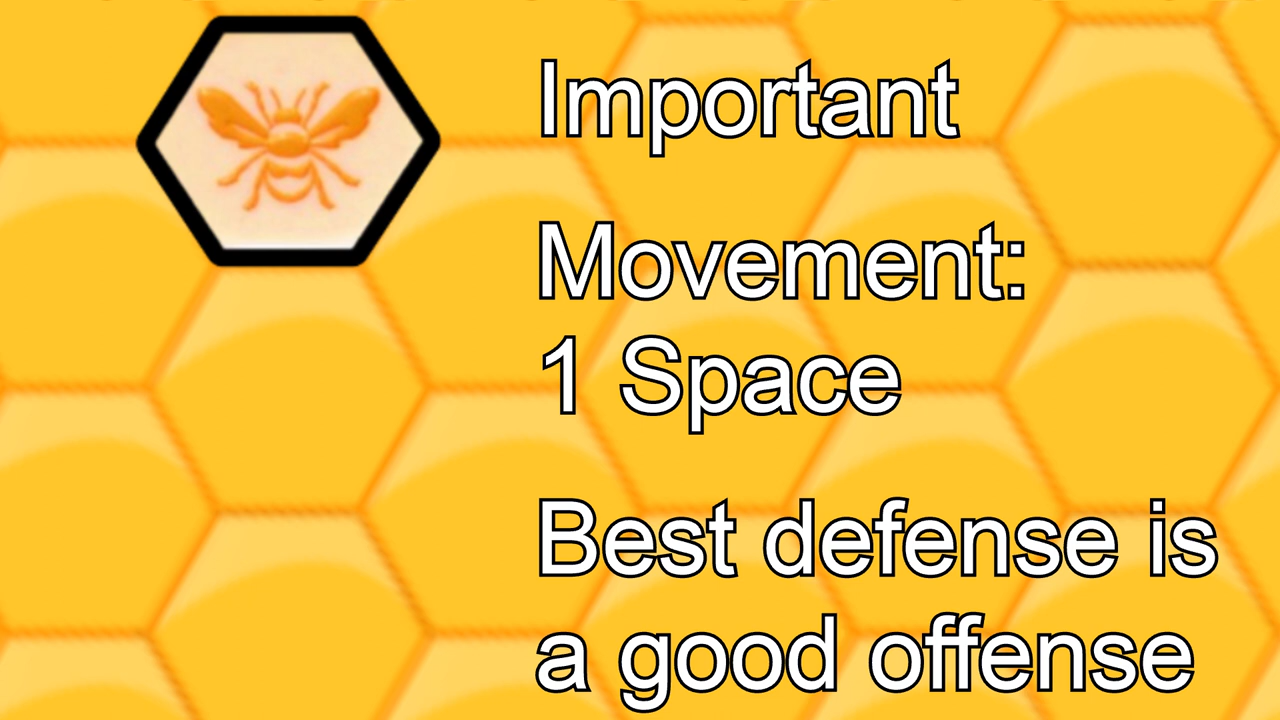 Important
Movement:
1 Space
Best defense is
a good offense